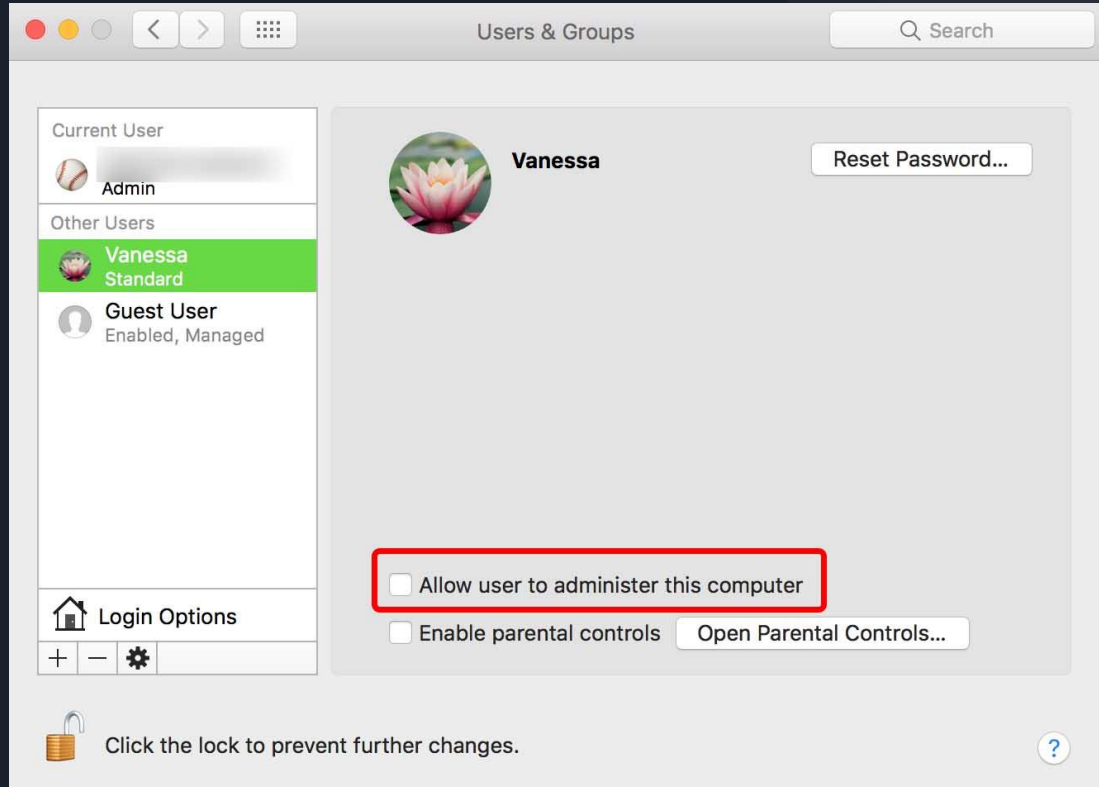 Users & Groups
Search
Current User
Admin
Other Users
Vanessa
Standard
Guest User
Enabled, Managed
Login Options
Vanessa
Reset Password...
Allow user to administer this computer
Enable parental controls
Open Parental Controls...
Click the lock to prevent further changes.
?